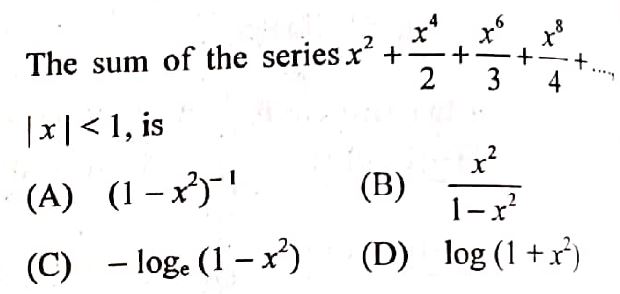 The sum of the series x² + x⁴/2 + x⁶/3 + x⁸/4 + ....,
|x| < 1, is
(A) (1 – x²)⁻¹ (B) x²/(1 – x²)
(C) – logₑ (1 – x²) (D) log (1 + x²)